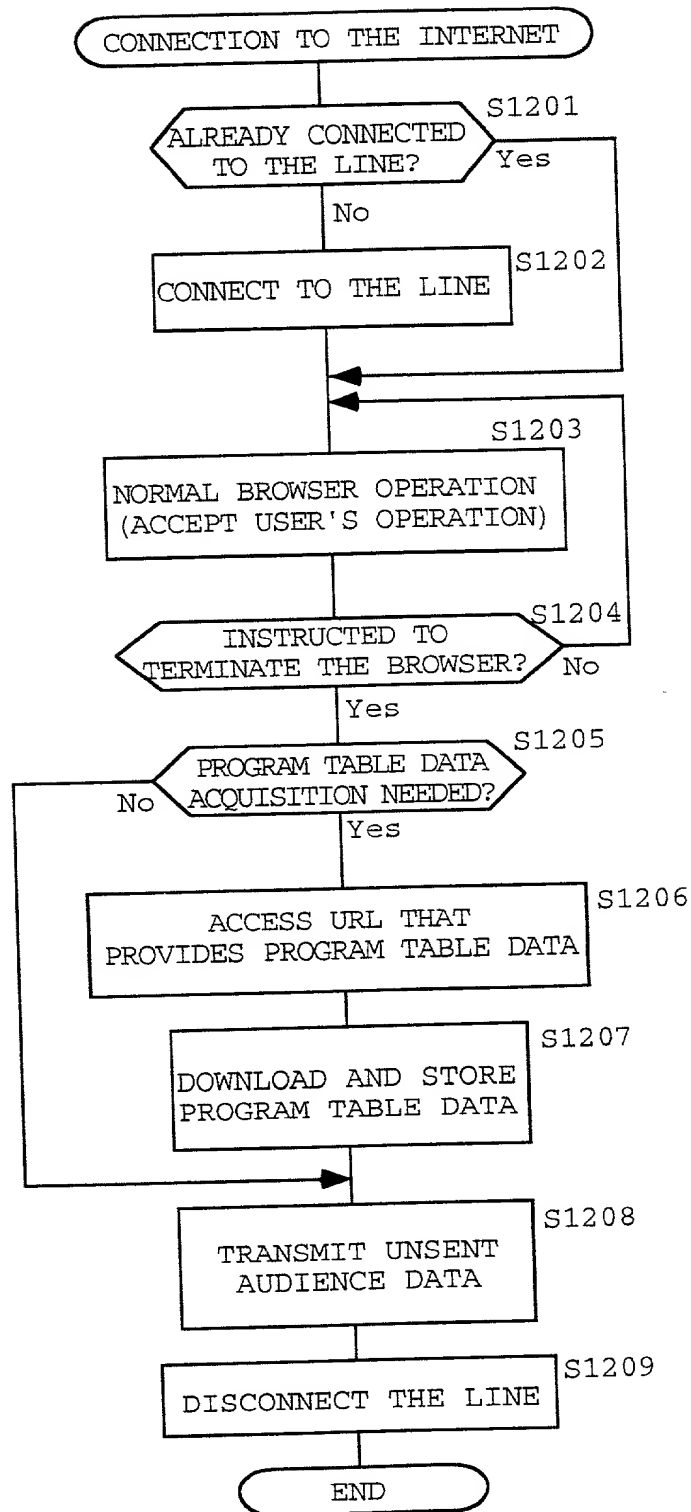 CONNECTION TO THE INTERNET
S1201
ALREADY CONNECTED
TO THE LINE?
Yes
No
S1202
CONNECT TO THE LINE
S1203
NORMAL BROWSER OPERATION
(ACCEPT USER'S OPERATION)
S1204
INSTRUCTED TO
TERMINATE THE BROWSER?
No
Yes
S1205
PROGRAM TABLE DATA
ACQUISITION NEEDED?
No
Yes
S1206
ACCESS URL THAT
PROVIDES PROGRAM TABLE DATA
S1207
DOWNLOAD AND STORE
PROGRAM TABLE DATA
S1208
TRANSMIT UNSENT
AUDIENCE DATA
S1209
DISCONNECT THE LINE
END